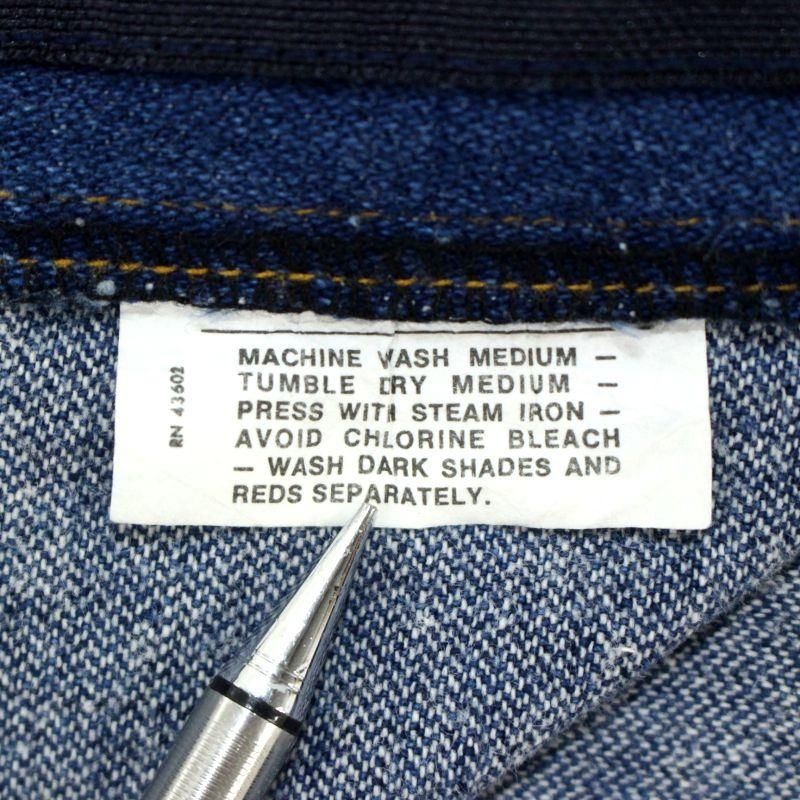 RN 43602
MACHINE WASH MEDIUM —
TUMBLE DRY MEDIUM —
PRESS WITH STEAM IRON —
AVOID CHLORINE BLEACH
— WASH DARK SHADES AND
REDS SEPARATELY.